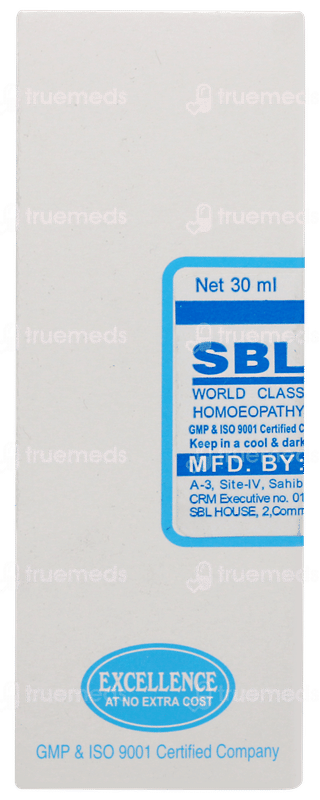 Net 30 ml
SBL
WORLD CLASS
HOMOEOPATHY
GMP & ISO 9001 Certified C
Keep in a cool & dark
MFD. BY:
A-3, Site-IV, Sahib
CRM Executive no. 01
SBL HOUSE, 2,Comm
EXCELLENCE
AT NO EXTRA COST
GMP & ISO 9001 Certified Company
truemeds